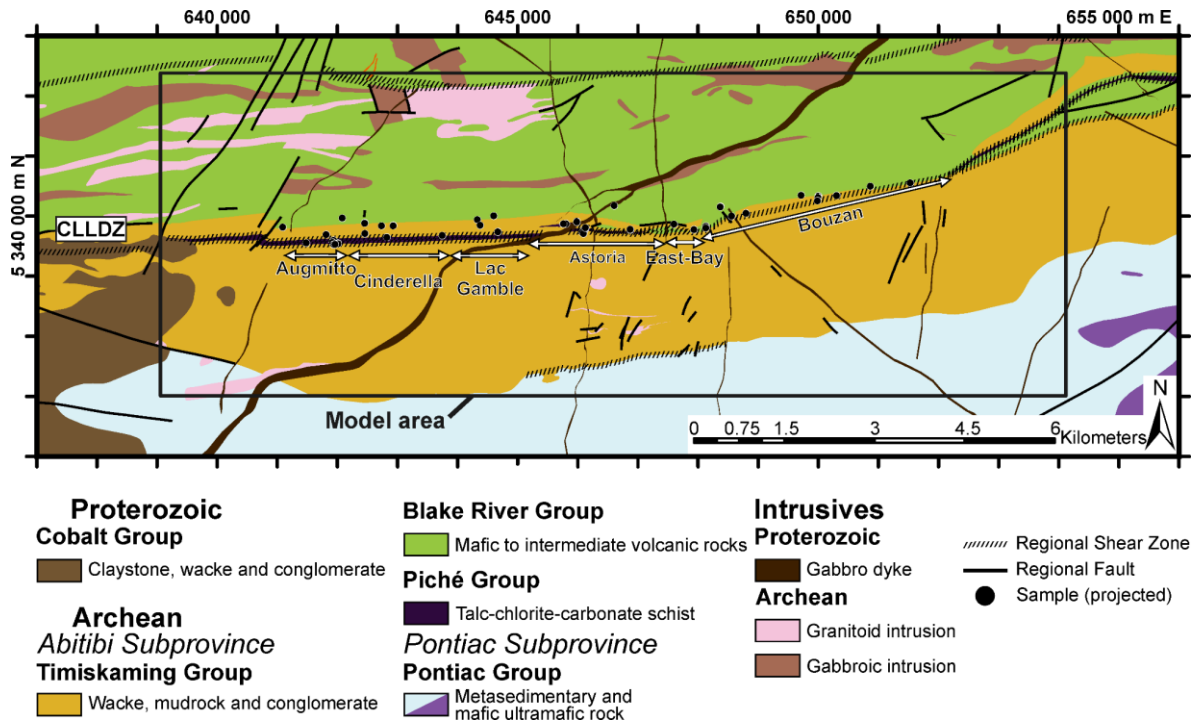 640 000 645 000 650 000 655 000 m E
5 340 000 m N
CLLDZ
Augmitto
Cinderella
Lac
Gamble
Astoria
East-Bay
Bouzan
Model area
N
0 0.75 1.5 3 4.5 6
Kilometers
Proterozoic
Cobalt Group
Claystone, wacke and conglomerate
Archean
Abitibi Subprovince
Timiskaming Group
Wacke, mudrock and conglomerate
Blake River Group
Mafic to intermediate volcanic rocks
Piché Group
Talc-chlorite-carbonate schist
Pontiac Subprovince
Pontiac Group
Metasedimentary and
mafic ultramafic rock
Intrusives
Proterozoic
Gabbro dyke
Archean
Granitoid intrusion
Gabbroic intrusion
Regional Shear Zone
Regional Fault
Sample (projected)